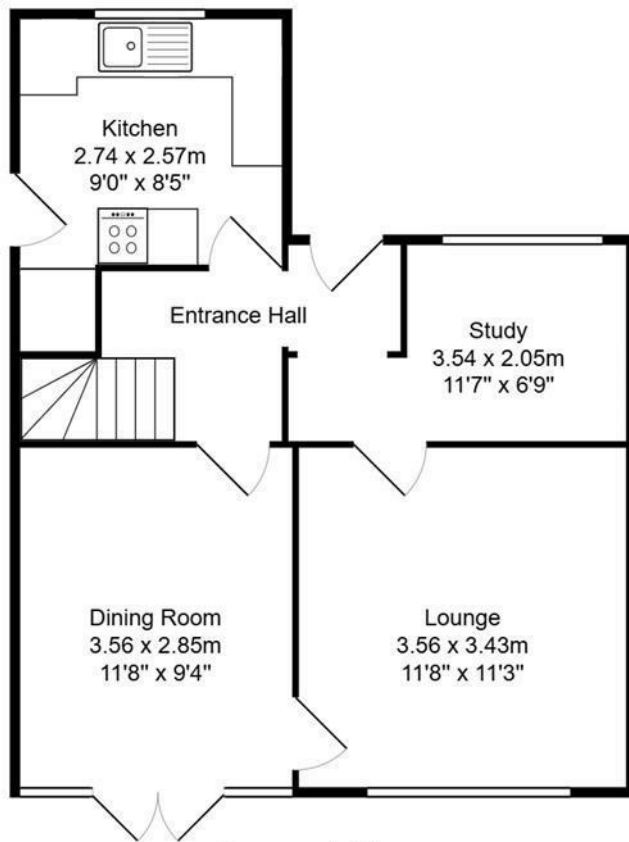 Kitchen
2.74 x 2.57m
9'0" x 8'5"
Entrance Hall
Study
3.54 x 2.05m
11'7" x 6'9"
Dining Room
3.56 x 2.85m
11'8" x 9'4"
Lounge
3.56 x 3.43m
11'8" x 11'3"